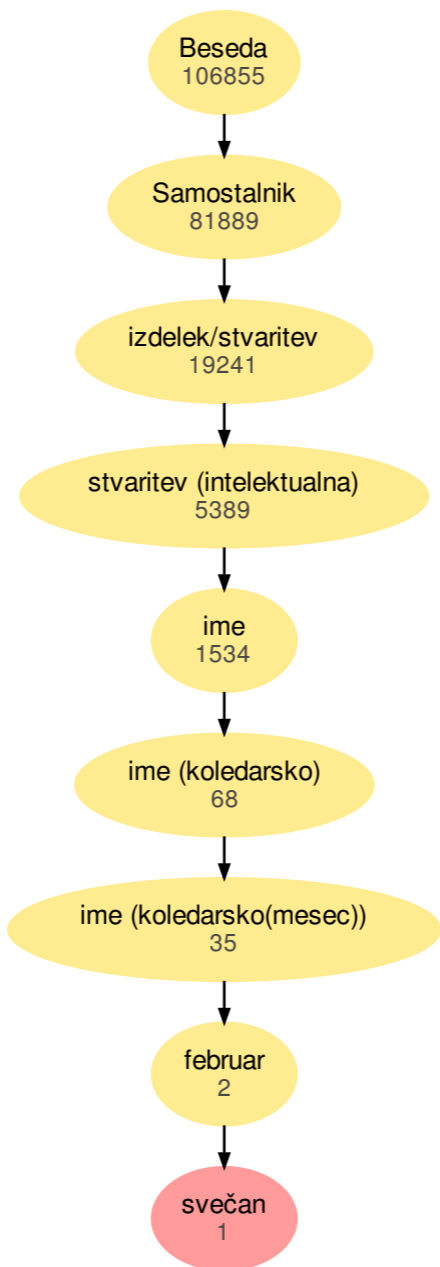 Beseda
106855
Samostalnik
81889
izdelek/stvaritev
19241
stvaritev (intelektualna)
5389
ime
1534
ime (koledarsko)
68
ime (koledarsko(mesec))
35
februar
2
svečan
1